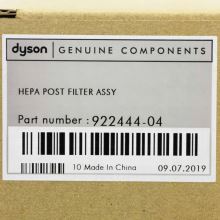 dyson GENUINE COMPONENTS
HEPA POST FILTER ASSY
Part number : 922444-04
10 Made In China 09.07.2019